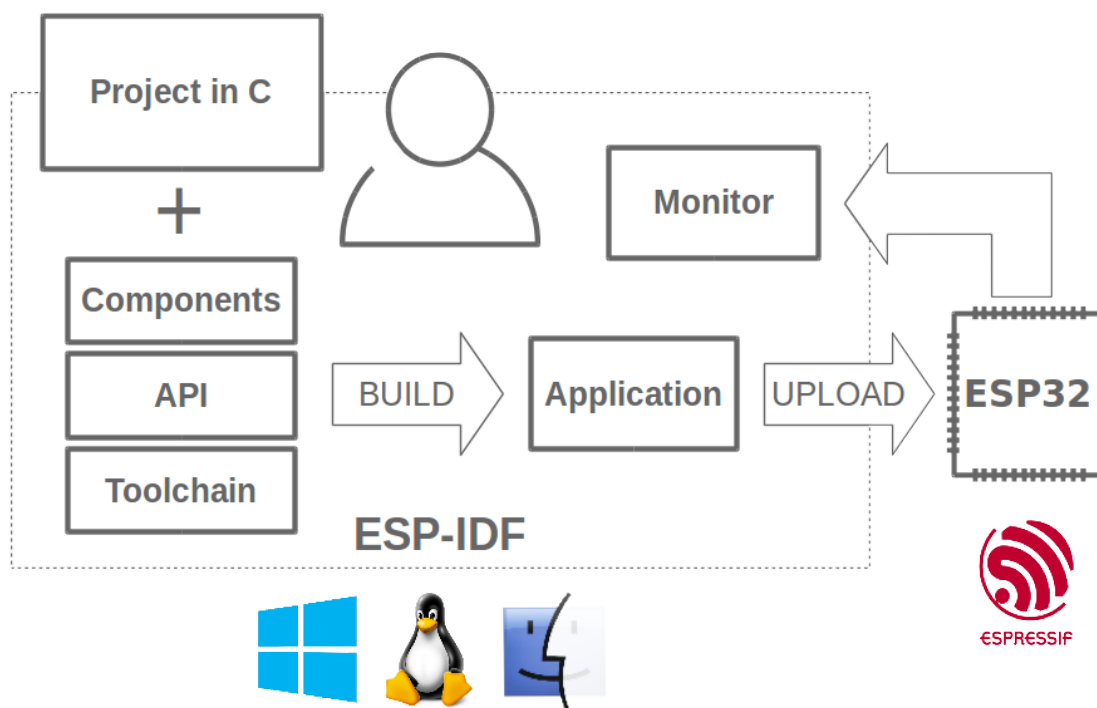 Project in C
+
Monitor
Components
API
Toolchain
BUILD
Application
UPLOAD
ESP32
ESP-IDF
ESPRESSIF